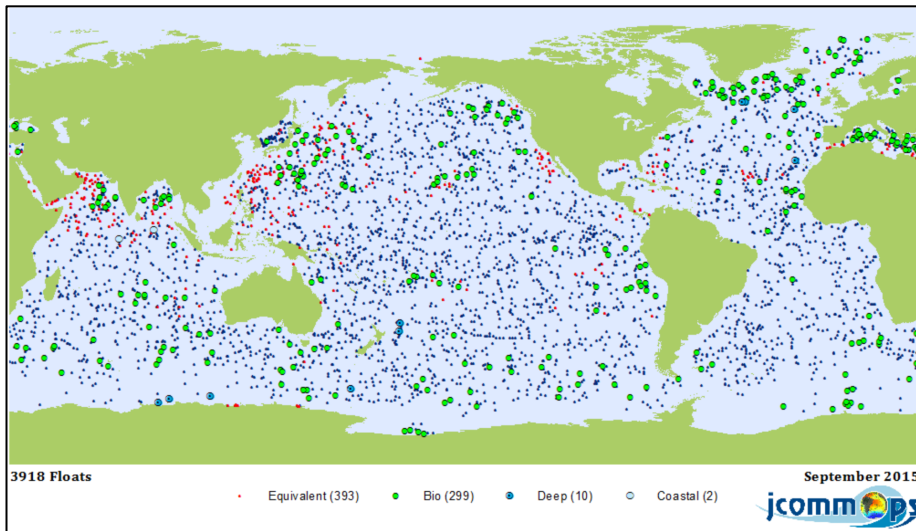 3918 Floats
September 2015
Equivalent (393)
Bio (299)
Deep (10)
Coastal (2)
jcommops